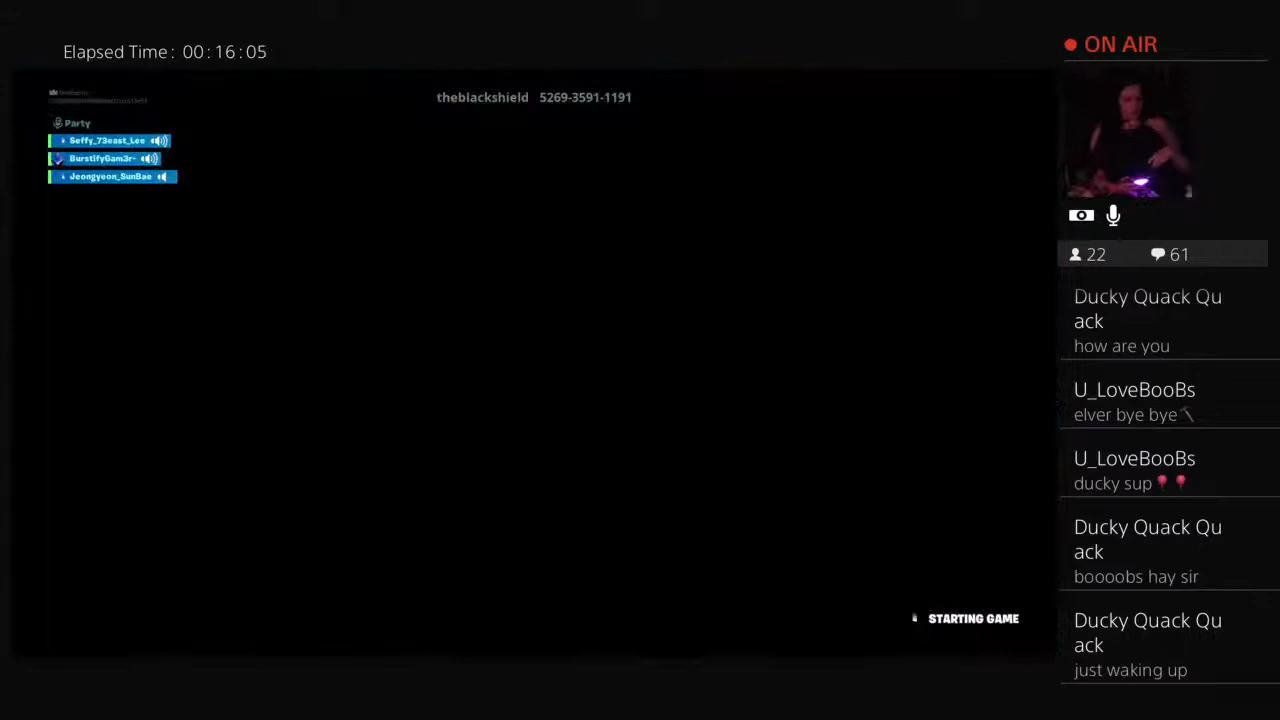 Elapsed Time: 00:16:05
ON AIR
theblackshield 5269-3591-1191
Party
Seffy_73east_Lee
BurstifyGam3r-
Jeongyeon_SunBae
22 61
Ducky Quack Qu
ack
how are you
U_LoveBooBs
elver bye bye
U_LoveBooBs
ducky sup
Ducky Quack Qu
ack
boooobs hay sir
STARTING GAME
Ducky Quack Qu
ack
just waking up